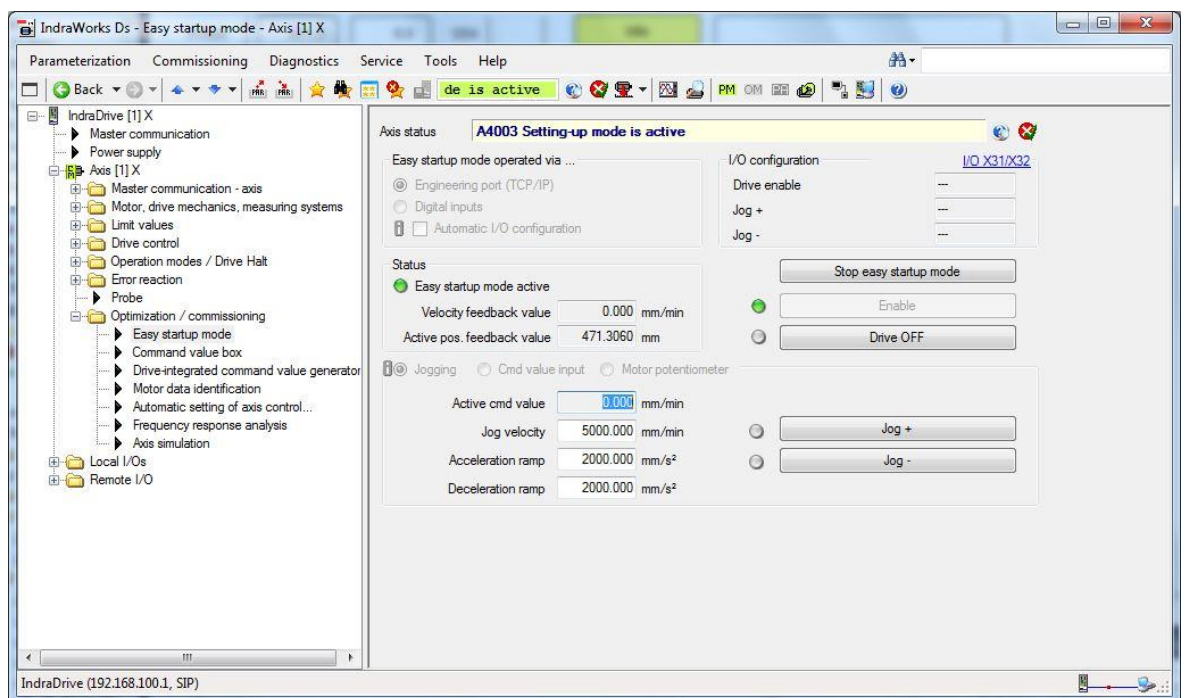 IndraWorks Ds - Easy startup mode - Axis [1] X
Parameterization Commissioning Diagnostics Service Tools Help
Back de is active PM OM
IndraDrive [1] X
Master communication
Power supply
Axis [1] X
Master communication - axis
Motor, drive mechanics, measuring systems
Limit values
Drive control
Operation modes / Drive Halt
Error reaction
Probe
Optimization / commissioning
Easy startup mode
Command value box
Drive-integrated command value generator
Motor data identification
Automatic setting of axis control...
Frequency response analysis
Axis simulation
Local I/Os
Remote I/O
Axis status A4003 Setting-up mode is active
Easy startup mode operated via ...
Engineering port (TCP/IP)
Digital inputs
Automatic I/O configuration
I/O configuration I/O X31/X32
Drive enable ---
Jog + ---
Jog - ---
Status
Easy startup mode active
Velocity feedback value 0.000 mm/min
Active pos. feedback value 471.3060 mm
Stop easy startup mode
Enable
Drive OFF
Jogging Cmd value input Motor potentiometer
Active cmd value 0.000 mm/min
Jog velocity 5000.000 mm/min
Acceleration ramp 2000.000 mm/s²
Deceleration ramp 2000.000 mm/s²
Jog +
Jog -
IndraDrive (192.168.100.1, SIP)